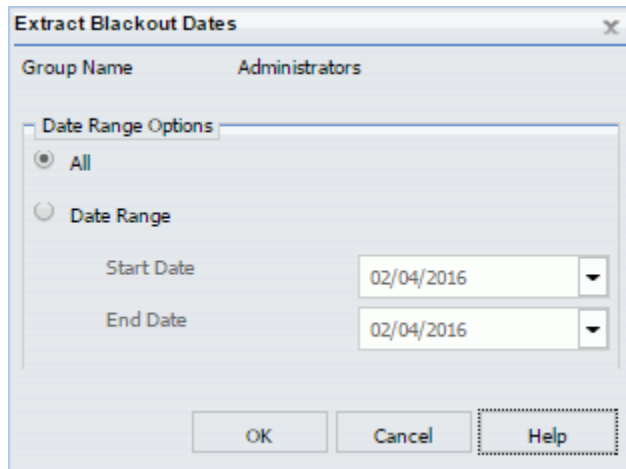 Extract Blackout Dates
Group Name Administrators
Date Range Options
All
Date Range
Start Date 02/04/2016
End Date 02/04/2016
OK Cancel Help